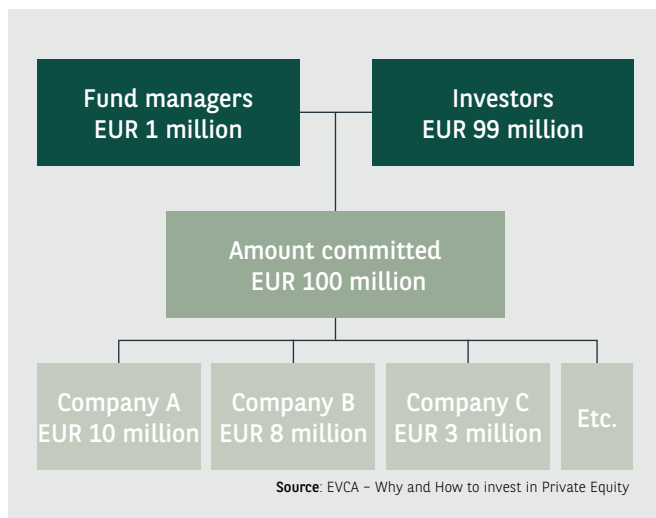 Fund managers
EUR 1 million
Investors
EUR 99 million
Amount committed
EUR 100 million
Company A
EUR 10 million
Company B
EUR 8 million
Company C
EUR 3 million
Etc.
Source: EVCA – Why and How to invest in Private Equity